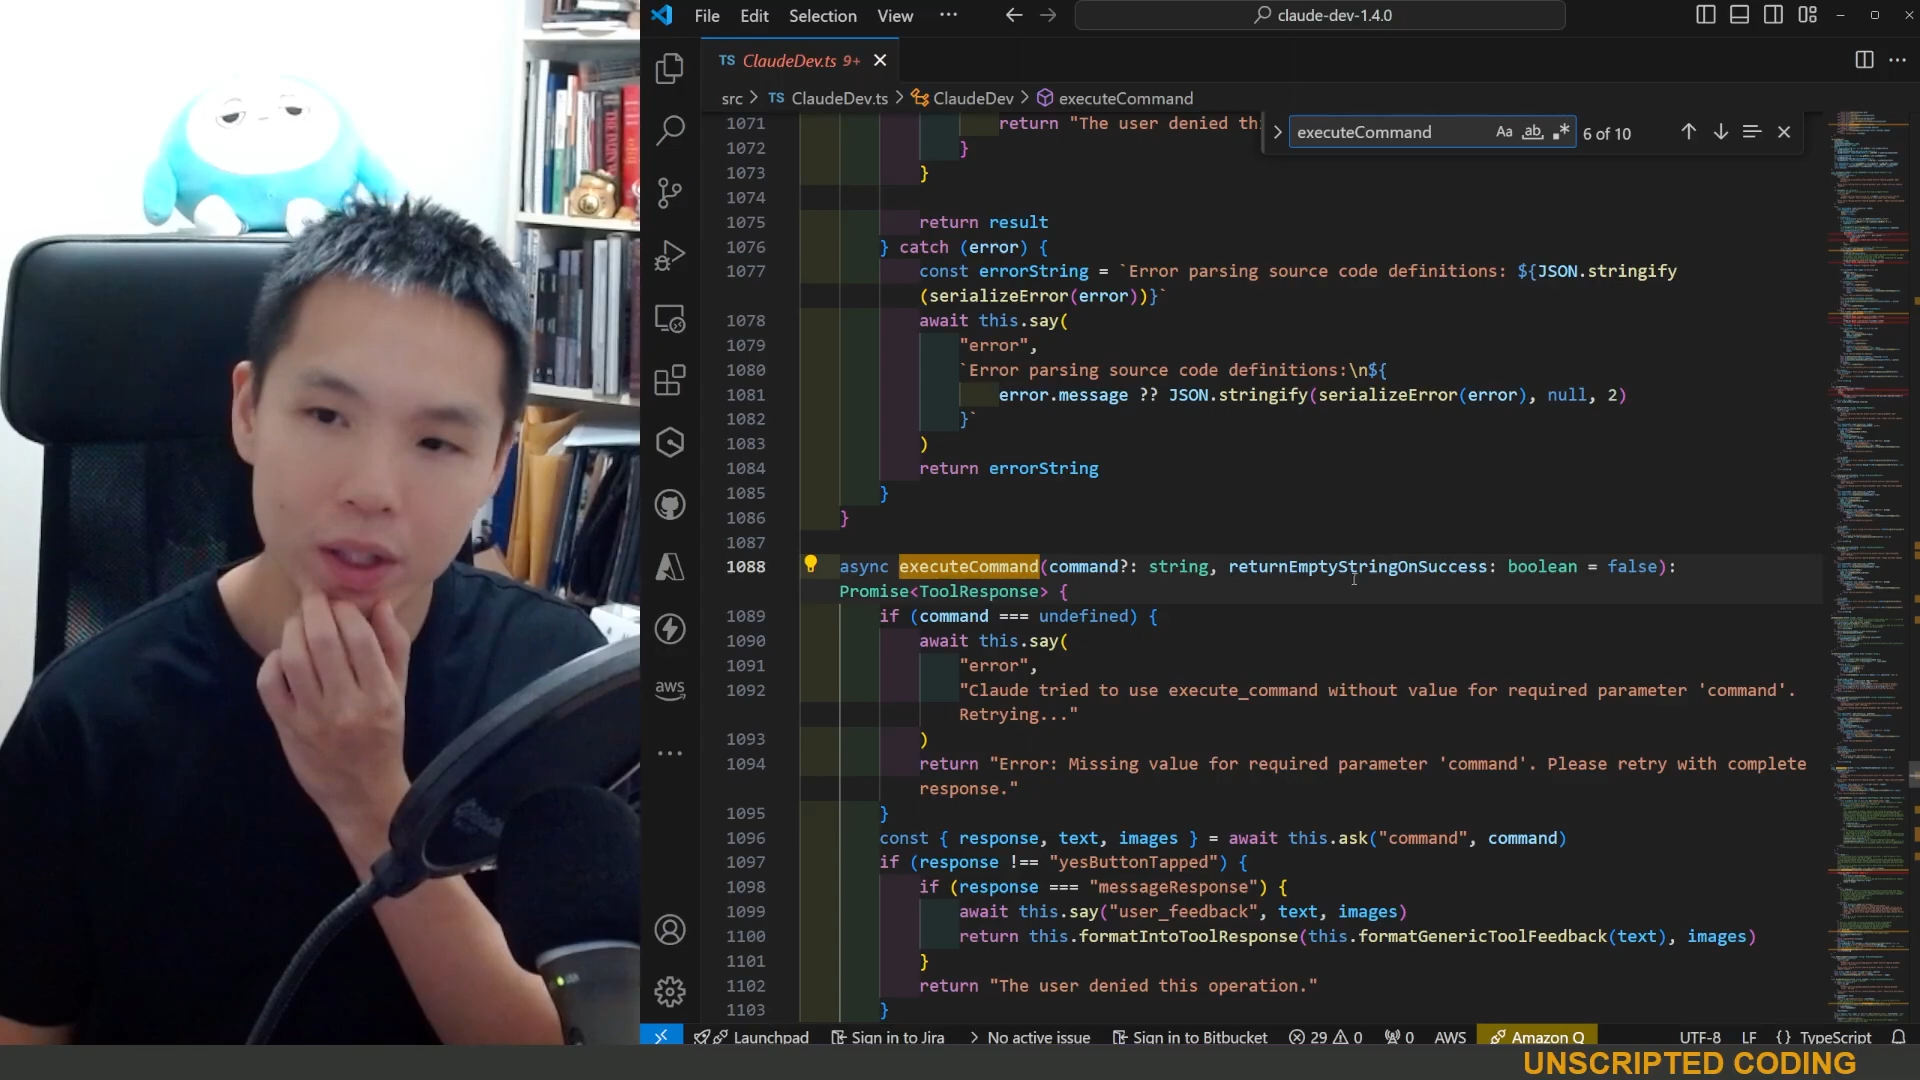 File Edit Selection View ··· claude-dev-1.4.0
TS ClaudeDev.ts 9+
src > TS ClaudeDev.ts > ClaudeDev > executeCommand
executeCommand Aa ab .* 6 of 10
1071 return "The user denied thi
1072 }
1073 }
1074
1075 return result
1076 } catch (error) {
1077 const errorString = `Error parsing source code definitions: ${JSON.stringify
(serializeError(error))}`
1078 await this.say(
1079 "error",
1080 `Error parsing source code definitions:\n${
1081 error.message ?? JSON.stringify(serializeError(error), null, 2)
1082 }`
1083 )
1084 return errorString
1085 }
1086 }
1087
1088 async executeCommand(command?: string, returnEmptyStringOnSuccess: boolean = false):
Promise<ToolResponse> {
1089 if (command === undefined) {
1090 await this.say(
1091 "error",
1092 "Claude tried to use execute_command without value for required parameter 'command'.
Retrying..."
1093 )
1094 return "Error: Missing value for required parameter 'command'. Please retry with complete
response."
1095 }
1096 const { response, text, images } = await this.ask("command", command)
1097 if (response !== "yesButtonTapped") {
1098 if (response === "messageResponse") {
1099 await this.say("user_feedback", text, images)
1100 return this.formatIntoToolResponse(this.formatGenericToolFeedback(text), images)
1101 }
1102 return "The user denied this operation."
1103 }
aws
Launchpad Sign in to Jira > No active issue Sign in to Bitbucket 29 0 0 AWS Amazon Q UTF-8 LF {} TypeScript
UNSCRIPTED CODING